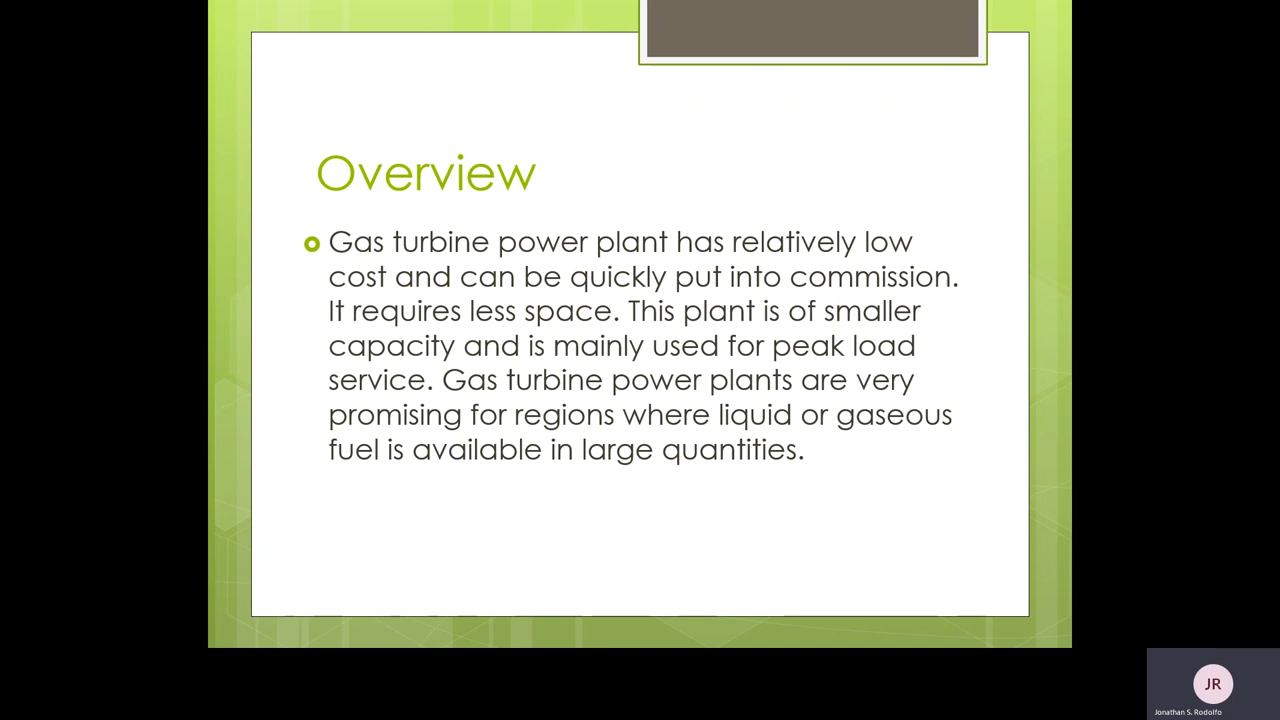 Overview
Gas turbine power plant has relatively low
cost and can be quickly put into commission.
It requires less space. This plant is of smaller
capacity and is mainly used for peak load
service. Gas turbine power plants are very
promising for regions where liquid or gaseous
fuel is available in large quantities.
JR
Jonathan S. Rodolfo